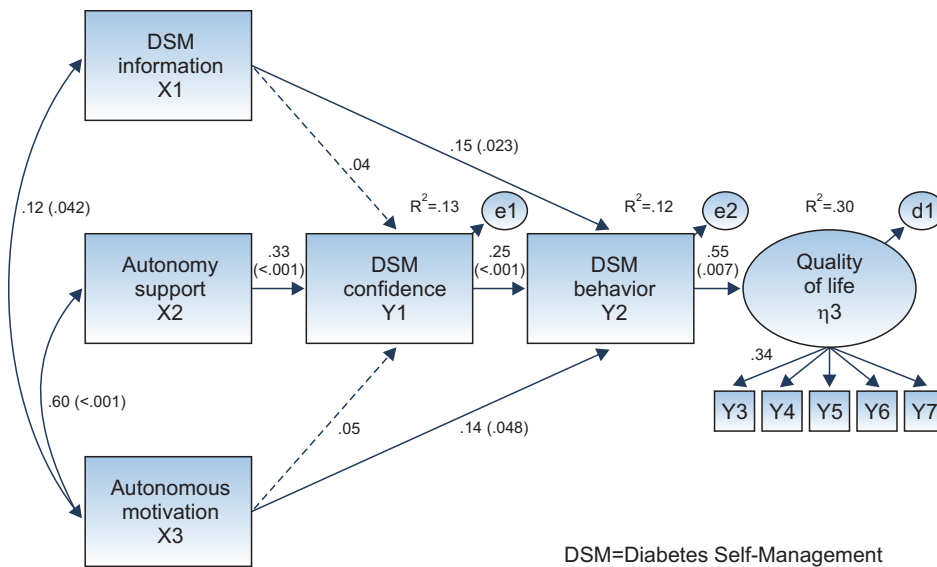 DSM
information
X1
.15 (.023)
.04
.12 (.042)
R²=.13
e1
R²=.12
e2
R²=.30
d1
Autonomy
support
X2
.33
(<.001)
DSM
confidence
Y1
.25
(<.001)
DSM
behavior
Y2
.55
(.007)
Quality
of life
η3
.34
Y3
Y4
Y5
Y6
Y7
.60 (<.001)
.05
.14 (.048)
Autonomous
motivation
X3
DSM=Diabetes Self-Management